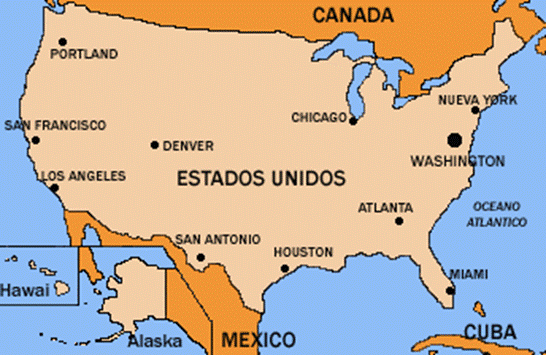 CANADA
PORTLAND
NUEVA YORK
CHICAGO
SAN FRANCISCO
DENVER
WASHINGTON
LOS ANGELES
ESTADOS UNIDOS
ATLANTA
OCEANO
ATLANTICO
SAN ANTONIO
HOUSTON
MIAMI
Hawai
Alaska
MEXICO
CUBA